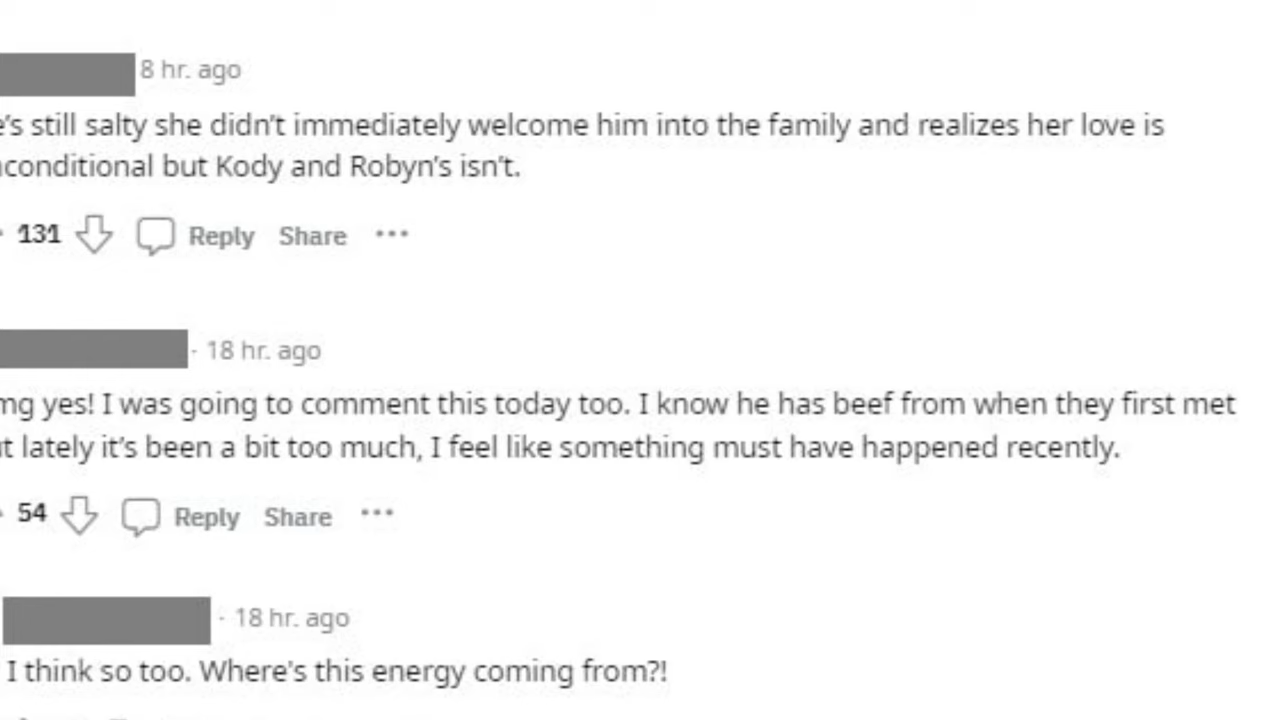 8 hr. ago
still salty she didn't immediately welcome him into the family and realizes her love is
but Kody and Robyn's isn't.
131 Reply Share ···
· 18 hr. ago
yes! I was going to comment this today too. I know he has beef from when they first met
lately it's been a bit too much, I feel like something must have happened recently.
54 Reply Share ···
· 18 hr. ago
I think so too. Where's this energy coming from?!